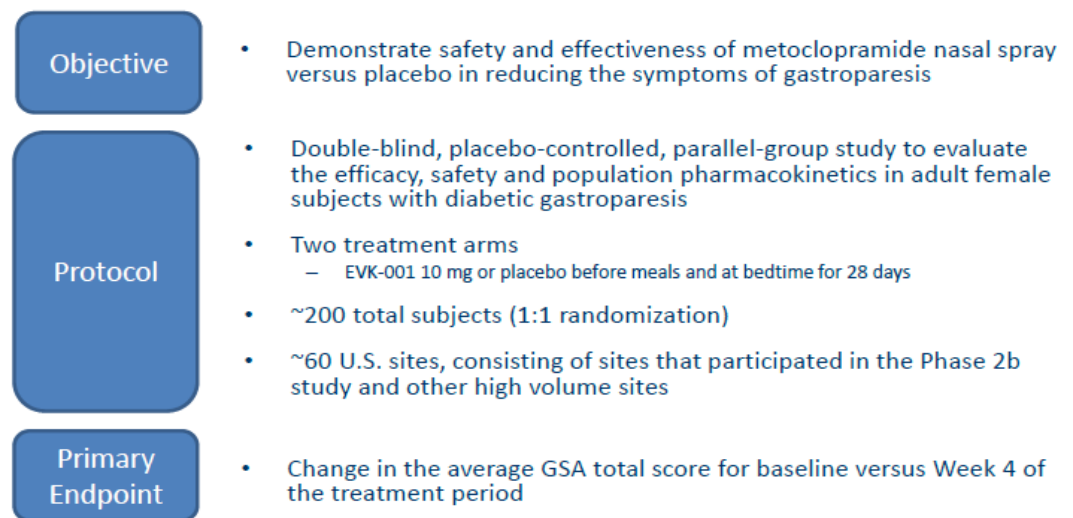 Objective
• Demonstrate safety and effectiveness of metoclopramide nasal spray
versus placebo in reducing the symptoms of gastroparesis
Protocol
• Double-blind, placebo-controlled, parallel-group study to evaluate
the efficacy, safety and population pharmacokinetics in adult female
subjects with diabetic gastroparesis
• Two treatment arms
– EVK-001 10 mg or placebo before meals and at bedtime for 28 days
• ~200 total subjects (1:1 randomization)
• ~60 U.S. sites, consisting of sites that participated in the Phase 2b
study and other high volume sites
Primary
Endpoint
• Change in the average GSA total score for baseline versus Week 4 of
the treatment period